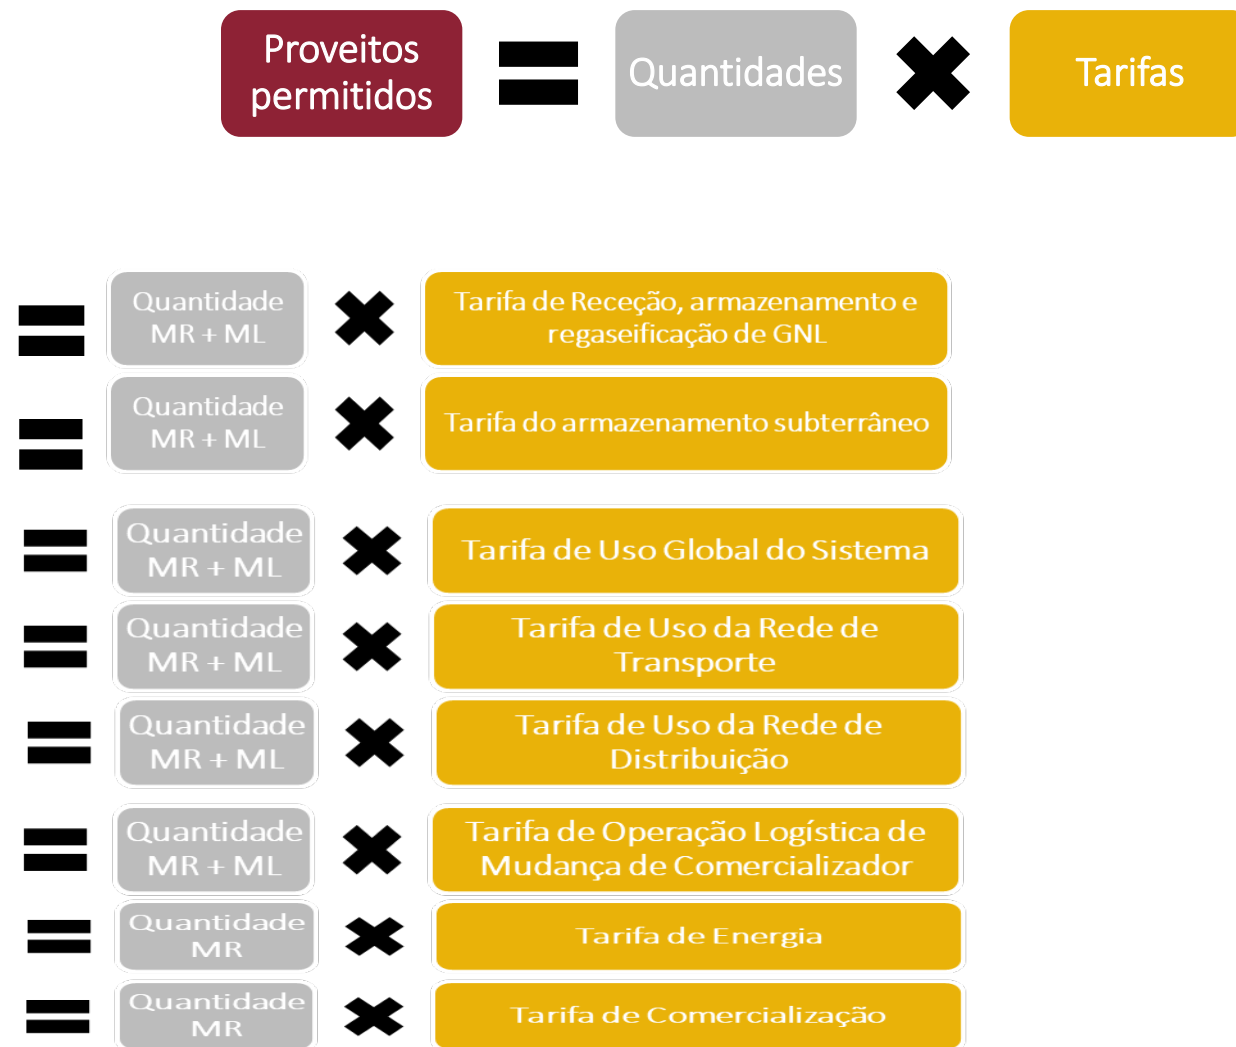 Proveitos
permitidos
=
Quantidades
×
Tarifas
=
Quantidade
MR + ML
×
Tarifa de Receção, armazenamento e
regaseificação de GNL
=
Quantidade
MR + ML
×
Tarifa do armazenamento subterrâneo
=
Quantidade
MR + ML
×
Tarifa de Uso Global do Sistema
=
Quantidade
MR + ML
×
Tarifa de Uso da Rede de
Transporte
=
Quantidade
MR + ML
×
Tarifa de Uso da Rede de
Distribuição
=
Quantidade
MR + ML
×
Tarifa de Operação Logística de
Mudança de Comercializador
=
Quantidade
MR
×
Tarifa de Energia
=
Quantidade
MR
×
Tarifa de Comercialização